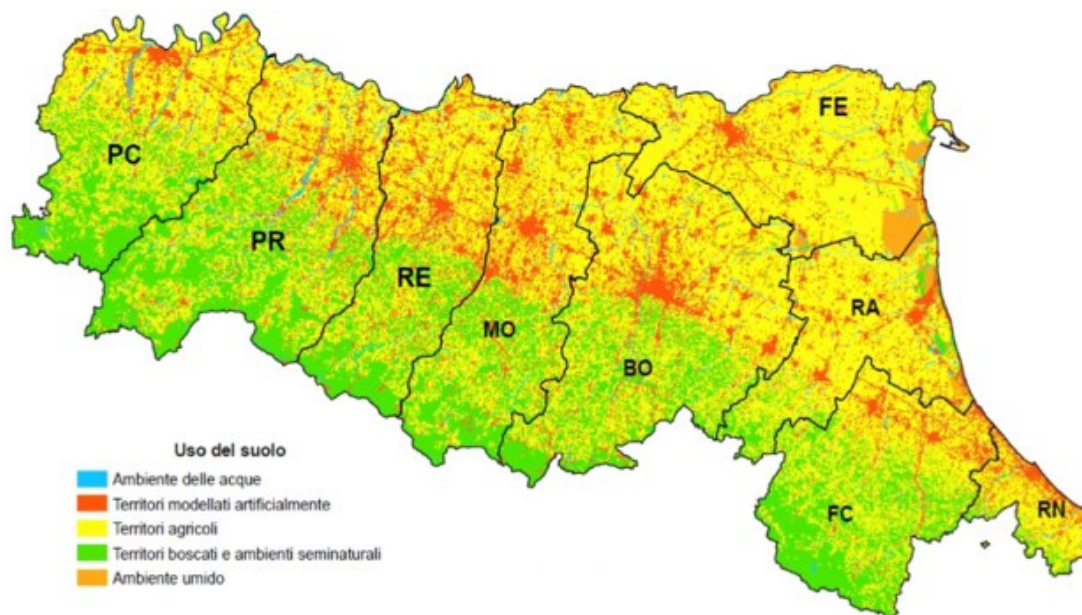 FE
PC
PR
RE
RA
MO
BO
Uso del suolo
Ambiente delle acque
Territori modellati artificialmente
Territori agricoli
Territori boscati e ambienti seminaturali
Ambiente umido
FC
RN